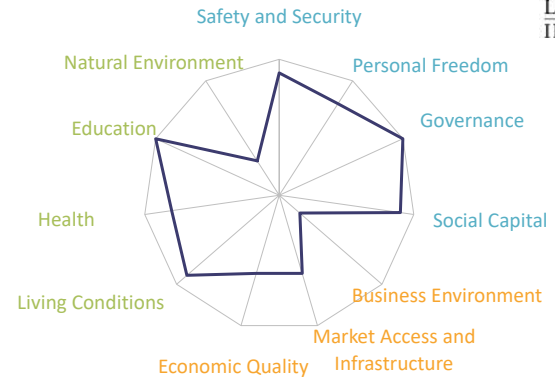 Safety and Security
Natural Environment
Personal Freedom
Education
Governance
Health
Social Capital
Living Conditions
Business Environment
Market Access and
Infrastructure
Economic Quality